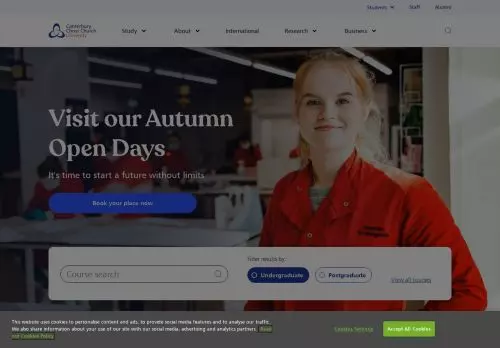 Students
Staff
Alumni
Canterbury
Christ Church
University
Study
About
International
Research
Business
Visit our Autumn
Open Days
It's time to start a future without limits
Book your place now
Filter results by:
Course search
Undergraduate
Postgraduate
View all courses
This website uses cookies to personalise content and ads, to provide social media features and to analyse our traffic.
We also share information about your use of our site with our social media, advertising and analytics partners. Read
our Cookies Policy
Cookies Settings
Accept All Cookies